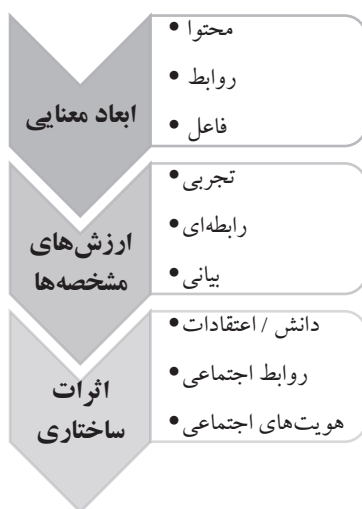 ابعاد معنایی
• محتوا
• روابط
• فاعل
ارزش‌های
مشخصه‌ها
• تجربی
• رابطه‌ای
• بیانی
اثرات
ساختاری
• دانش / اعتقادات
• روابط اجتماعی
• هویت‌های اجتماعی